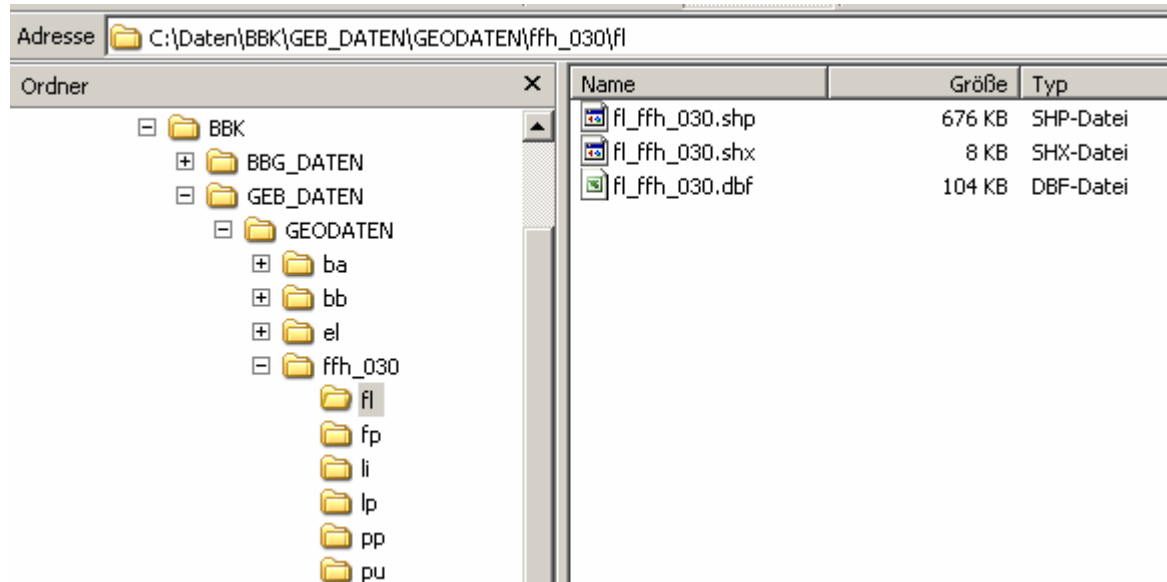 Adresse C:\Daten\BBK\GEB_DATEN\GEODATEN\ffh_030\fl
Ordner
BBK
BBG_DATEN
GEB_DATEN
GEODATEN
ba
bb
el
ffh_030
fl
fp
li
lp
pp
pu
Name Größe Typ
fl_ffh_030.shp 676 KB SHP-Datei
fl_ffh_030.shx 8 KB SHX-Datei
fl_ffh_030.dbf 104 KB DBF-Datei